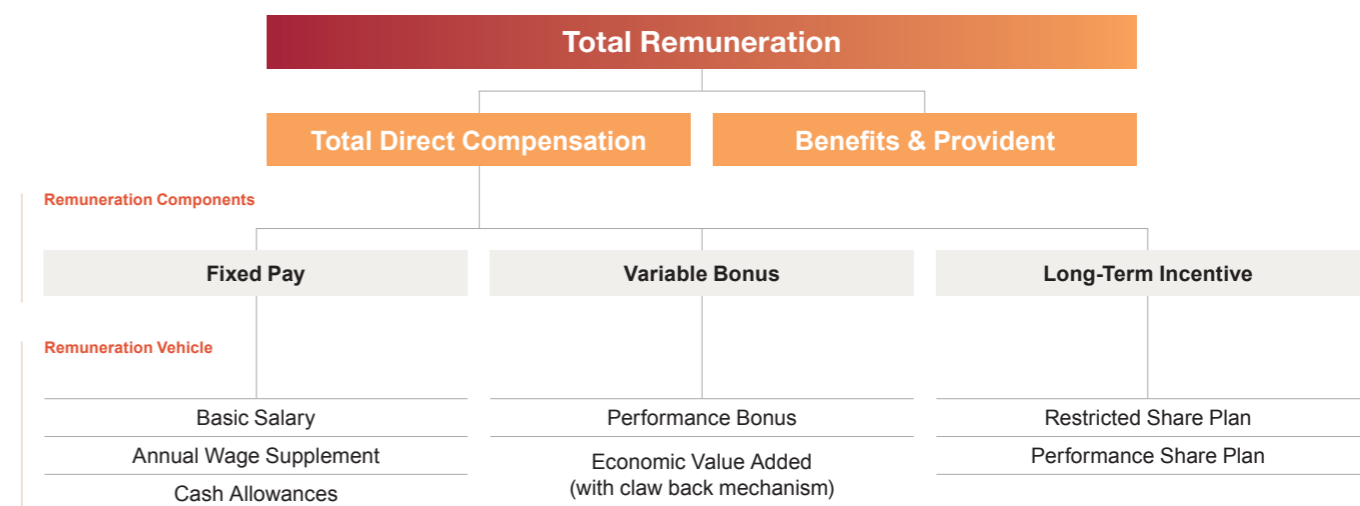 Total Remuneration
Total Direct Compensation
Benefits & Provident
Remuneration Components
Fixed Pay
Variable Bonus
Long-Term Incentive
Remuneration Vehicle
Basic Salary
Annual Wage Supplement
Cash Allowances
Performance Bonus
Economic Value Added
(with claw back mechanism)
Restricted Share Plan
Performance Share Plan